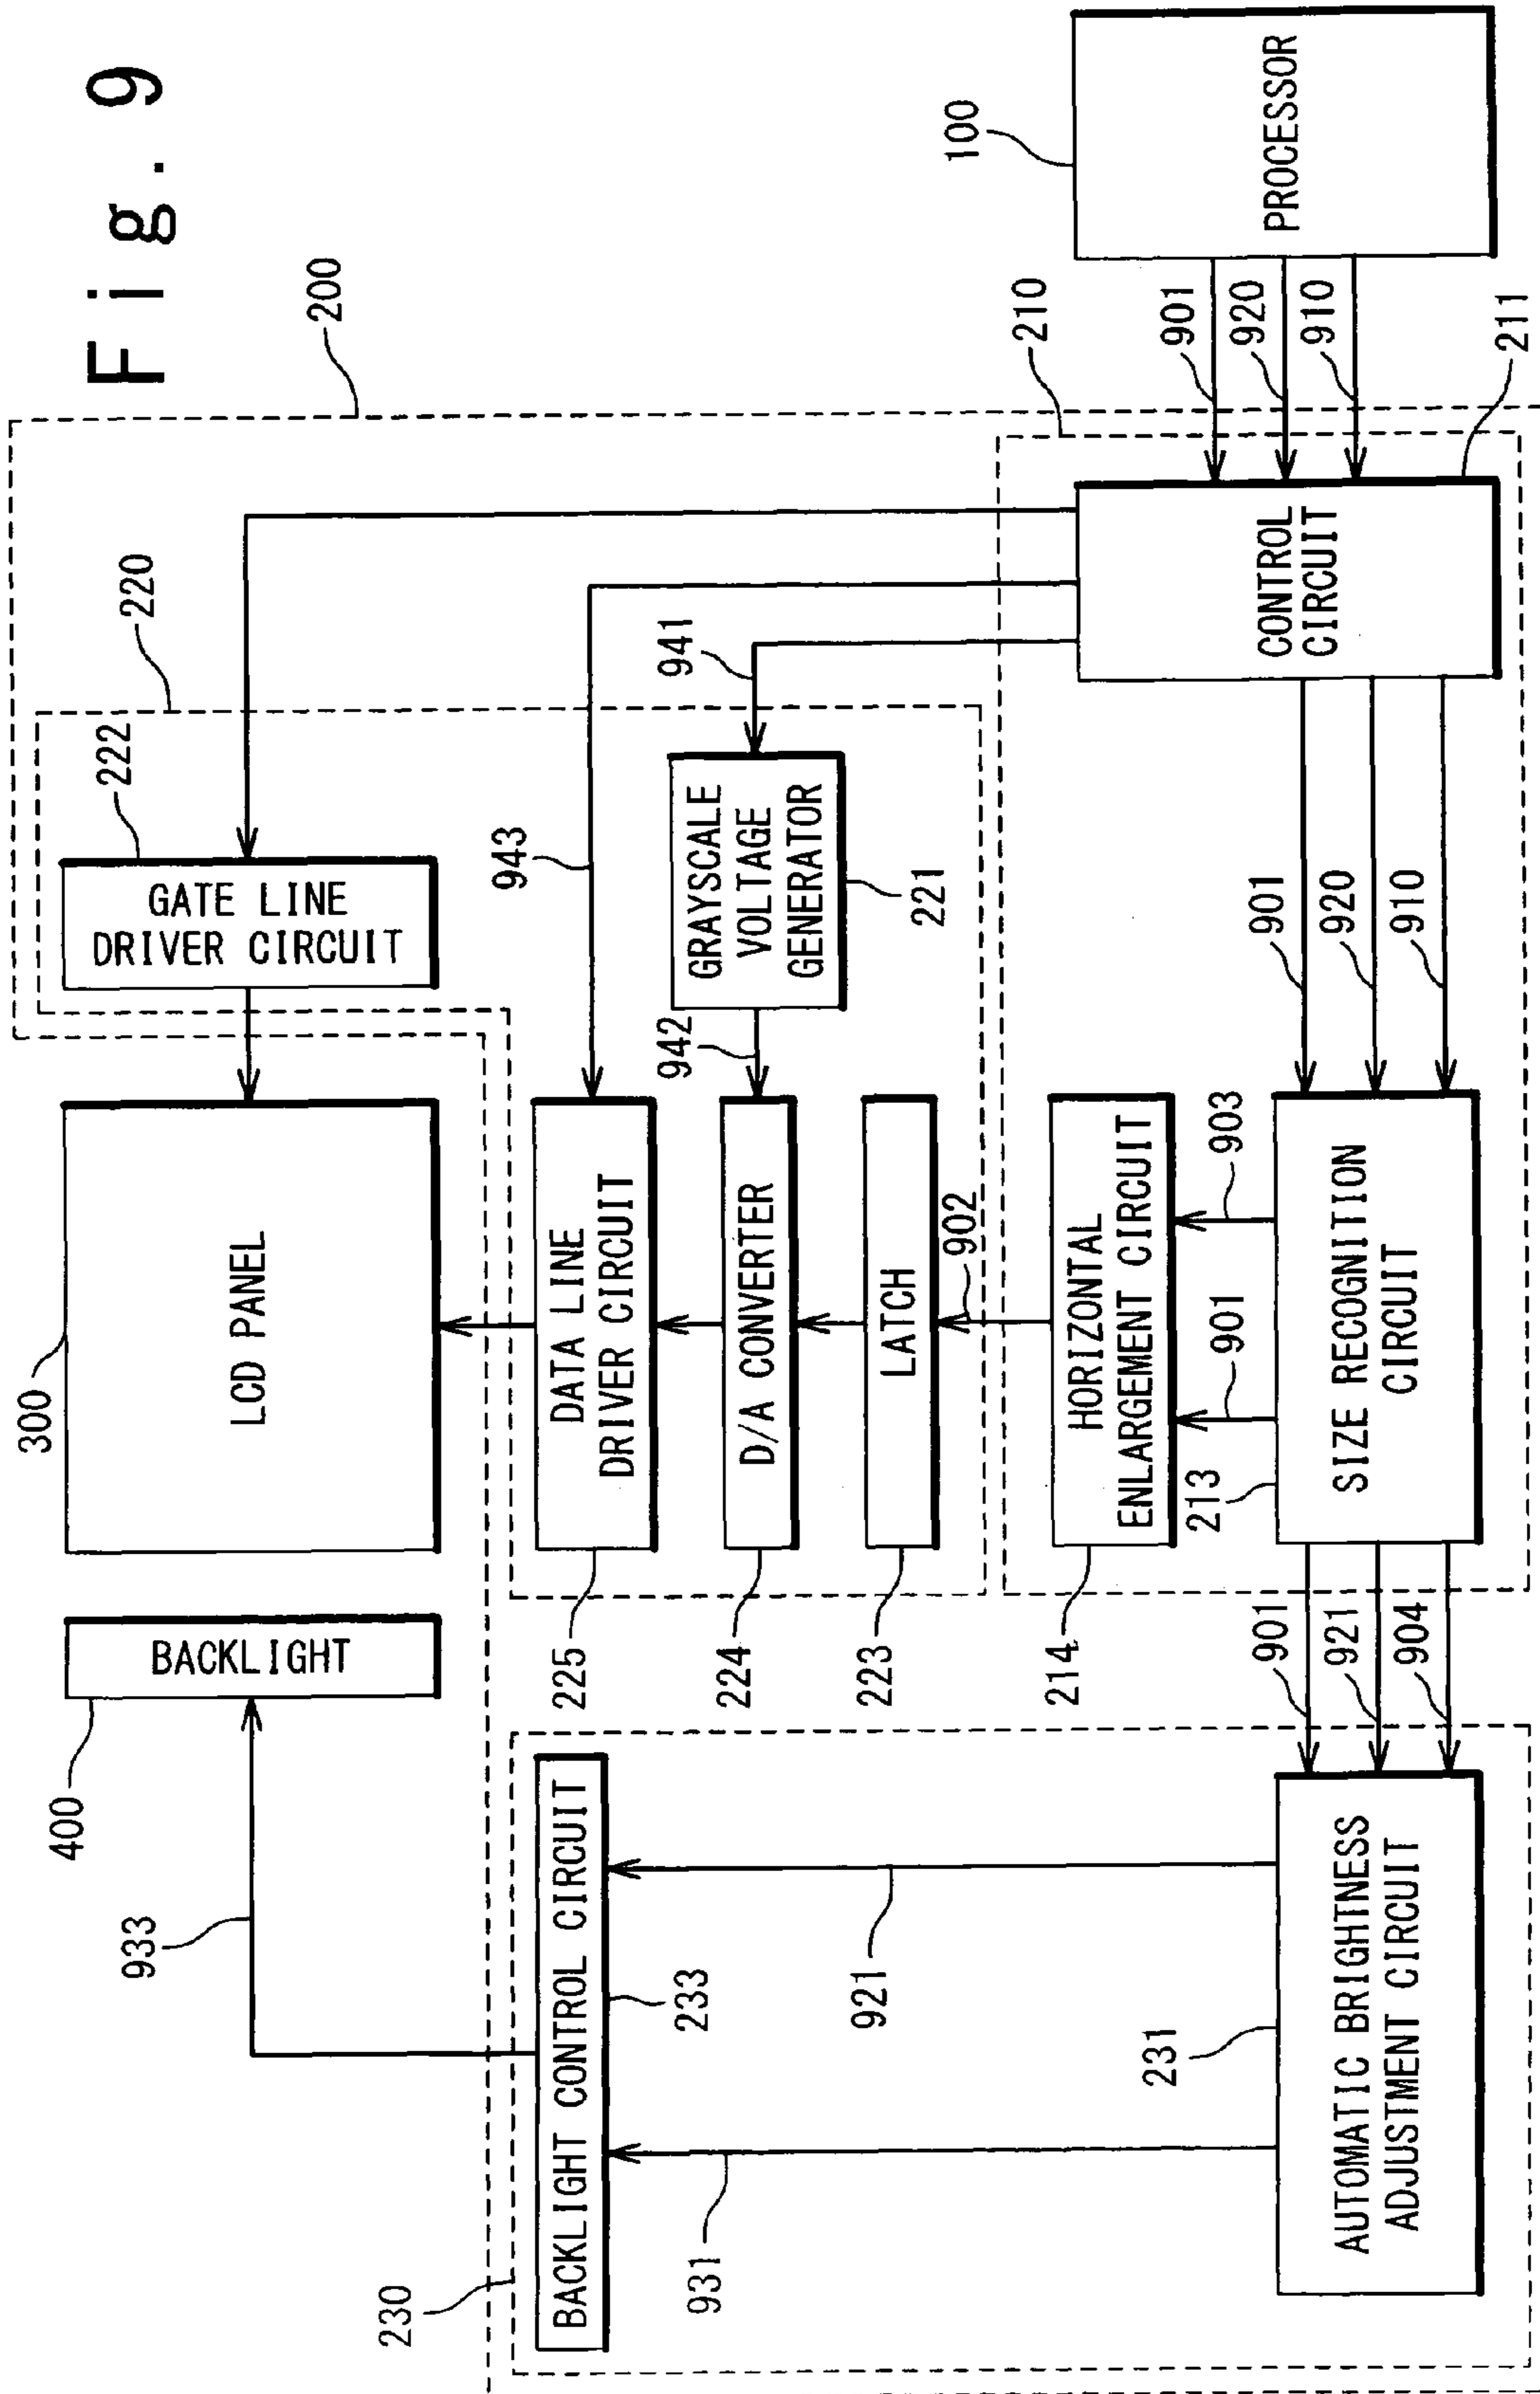 Fig. 9
300
LCD PANEL
400
BACKLIGHT
933
222
GATE LINE
DRIVER CIRCUIT
220
200
943
225
DATA LINE
DRIVER CIRCUIT
230
BACKLIGHT CONTROL CIRCUIT
233
942
GRAYSCALE
VOLTAGE
GENERATOR
221
941
224
D/A CONVERTER
223
LATCH
902
931
921
214
HORIZONTAL
ENLARGEMENT CIRCUIT
210
100
PROCESSOR
901
920
910
231
AUTOMATIC BRIGHTNESS
ADJUSTMENT CIRCUIT
901
921
904
213
901
903
SIZE RECOGNITION
CIRCUIT
901
920
910
CONTROL
CIRCUIT
211